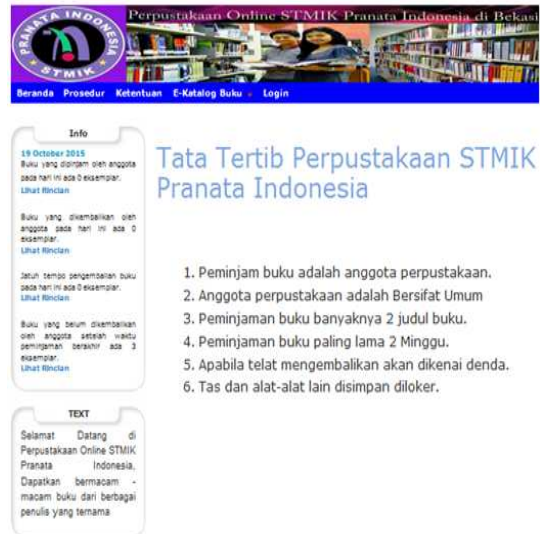 Perpustakaan Online STMIK Pranata Indonesia di Bekasi
PRANATA INDONESIA
STMIK
Beranda Prosedur Ketentuan E-Katalog Buku Login
Info
19 October 2015
Buku yang dipinjam oleh anggota
pada hari ini ada 0 eksemplar.
Lihat Rincian
Buku yang dikembalikan oleh
anggota pada hari ini ada 0
eksemplar.
Lihat Rincian
Jatuh tempo pengembalian buku
pada hari ini ada 0 eksemplar.
Lihat Rincian
Buku yang belum dikembalikan
oleh anggota setelah waktu
peminjaman berakhir ada 3
eksemplar.
Lihat Rincian
TEXT
Selamat Datang di
Perpustakaan Online STMIK
Pranata Indonesia,
Dapatkan bermacam -
macam buku dari berbagai
penulis yang ternama
Tata Tertib Perpustakaan STMIK
Pranata Indonesia
1. Peminjam buku adalah anggota perpustakaan.
2. Anggota perpustakaan adalah Bersifat Umum
3. Peminjaman buku banyaknya 2 judul buku.
4. Peminjaman buku paling lama 2 Minggu.
5. Apabila telat mengembalikan akan dikenai denda.
6. Tas dan alat-alat lain disimpan diloker.